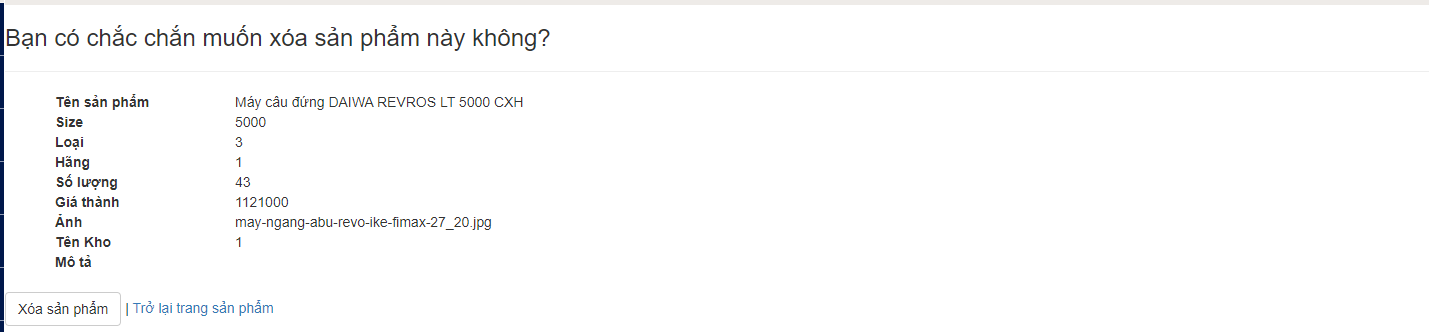 Bạn có chắc chắn muốn xóa sản phẩm này không?
Tên sản phẩm Máy câu đứng DAIWA REVROS LT 5000 CXH
Size 5000
Loại 3
Hãng 1
Số lượng 43
Giá thành 1121000
Ảnh may-ngang-abu-revo-ike-fimax-27_20.jpg
Tên Kho 1
Mô tả
Xóa sản phẩm | Trở lại trang sản phẩm